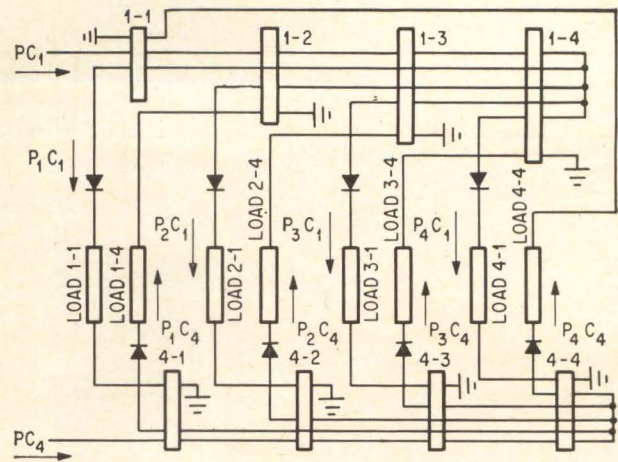 1-1
1-2
1-3
1-4
PC1
P1C1
P2C1
LOAD 2-4
P3C1
LOAD 3-4
P4C1
LOAD 4-4
LOAD 1-1
LOAD 1-4
LOAD 2-1
LOAD 3-1
LOAD 4-1
P1C4
P2C4
P3C4
P4C4
4-1
4-2
4-3
4-4
PC4